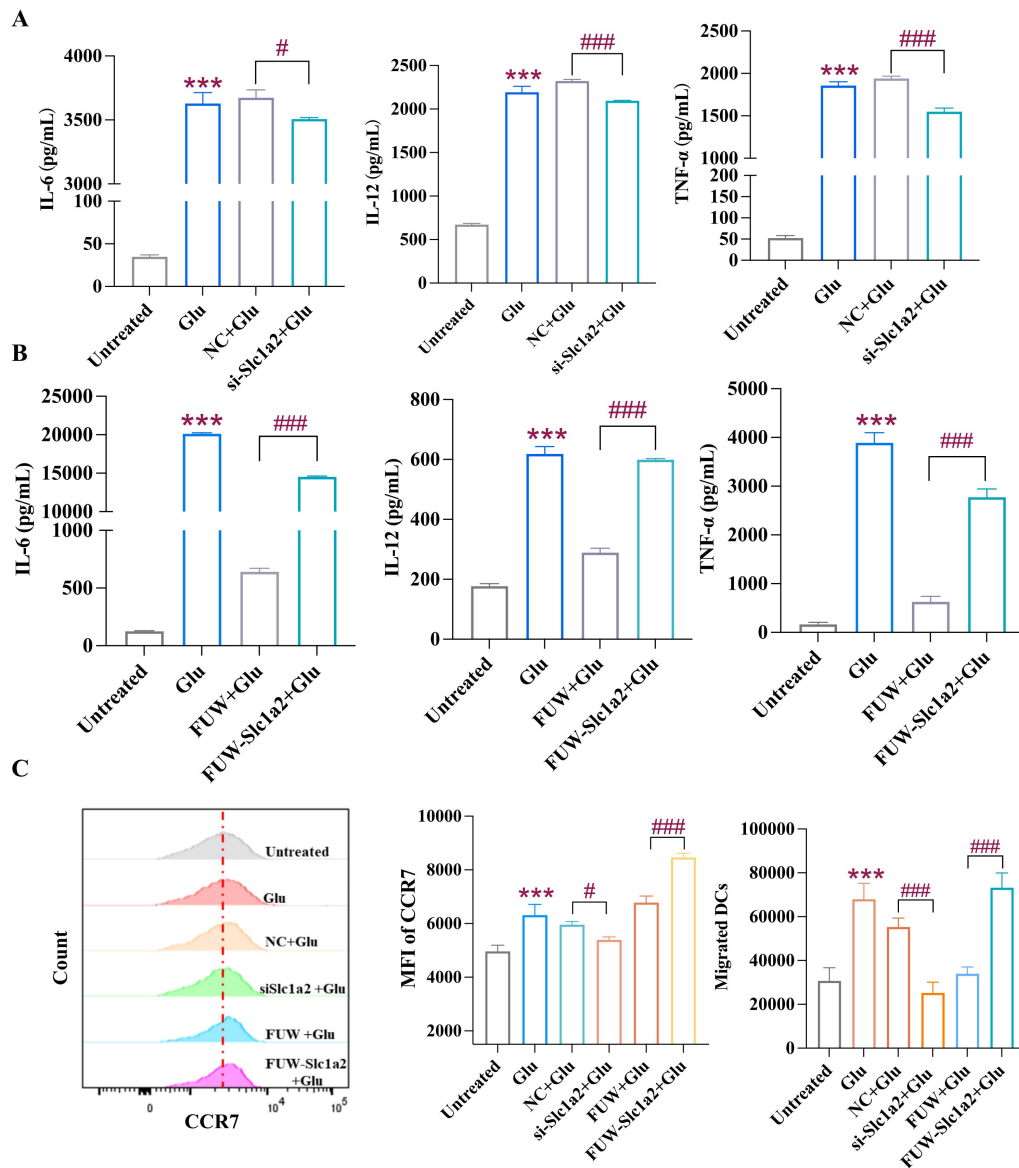 A
IL-6 (pg/mL)
4000
3500
3000
100
50
0
***
#
Untreated
Glu
NC+Glu
si-Slc1a2+Glu
IL-12 (pg/mL)
2500
2000
1500
1000
500
0
***
###
Untreated
Glu
NC+Glu
si-Slc1a2+Glu
TNF-α (pg/mL)
2500
2000
1500
1000
200
150
100
50
0
***
###
Untreated
Glu
NC+Glu
si-Slc1a2+Glu
B
IL-6 (pg/mL)
25000
20000
15000
10000
1000
500
0
***
###
Untreated
Glu
FUW+Glu
FUW-Slc1a2+Glu
IL-12 (pg/mL)
800
600
400
200
0
***
###
Untreated
Glu
FUW+Glu
FUW-Slc1a2+Glu
TNF-α (pg/mL)
5000
4000
3000
2000
1000
0
***
###
Untreated
Glu
FUW+Glu
FUW-Slc1a2+Glu
C
Count
Untreated
Glu
NC+Glu
siSlc1a2 +Glu
FUW +Glu
FUW-Slc1a2
+Glu
0
10⁴
10⁵
CCR7
MFI of CCR7
10000
8000
6000
4000
2000
***
#
###
Untreated
Glu
NC+Glu
si-Slc1a2+Glu
FUW+Glu
FUW-Slc1a2+Glu
Migrated DCs
100000
80000
60000
40000
20000
0
***
###
###
Untreated
Glu
NC+Glu
si-Slc1a2+Glu
FUW+Glu
FUW-Slc1a2+Glu